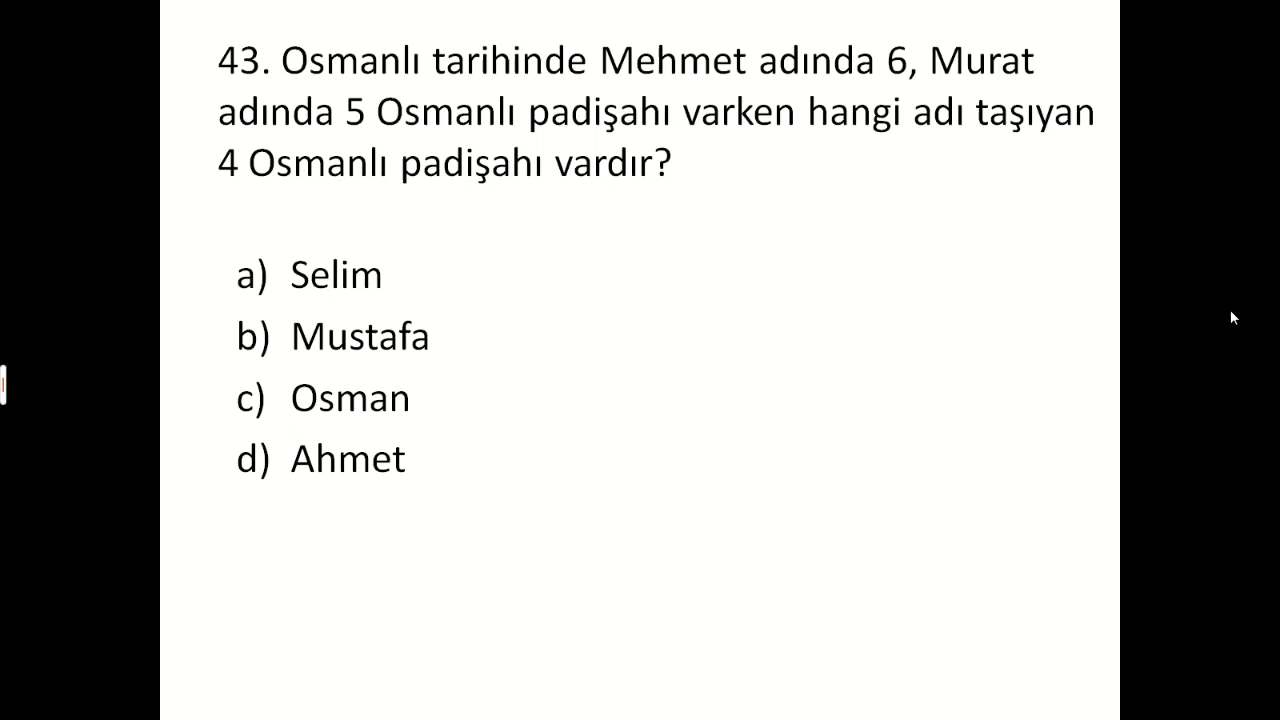 43. Osmanlı tarihinde Mehmet adında 6, Murat
adında 5 Osmanlı padişahı varken hangi adı taşıyan
4 Osmanlı padişahı vardır?
a) Selim
b) Mustafa
c) Osman
d) Ahmet